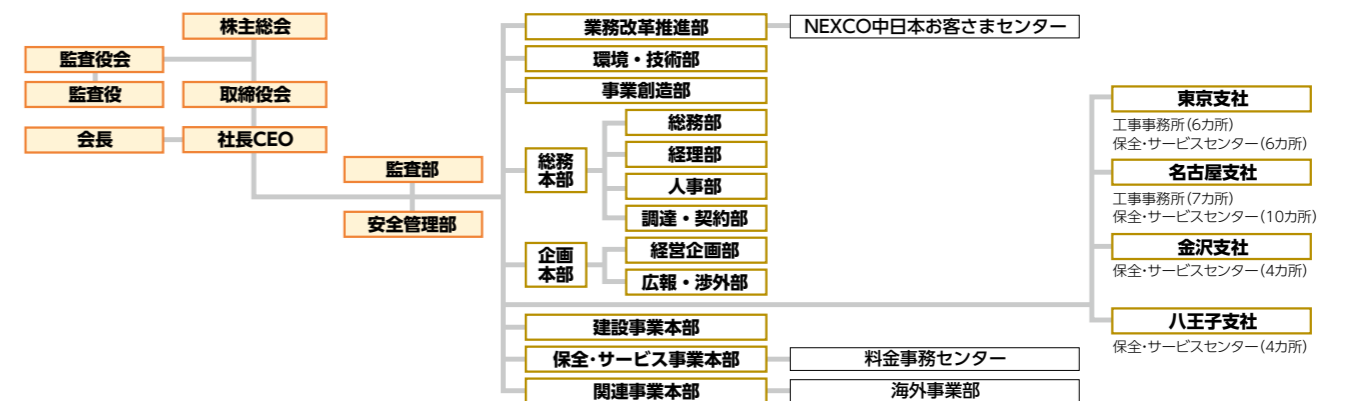 株主総会
監査役会
監査役
取締役会
会長
社長CEO
監査部
安全管理部
業務改革推進部
NEXCO中日本お客さまセンター
環境・技術部
事業創造部
総務
本部
総務部
経理部
人事部
調達・契約部
企画
本部
経営企画部
広報・渉外部
建設事業本部
保全・サービス事業本部
料金事務センター
関連事業本部
海外事業部
東京支社
工事事務所(6カ所)
保全・サービスセンター(6カ所)
名古屋支社
工事事務所(7カ所)
保全・サービスセンター(10カ所)
金沢支社
保全・サービスセンター(4カ所)
八王子支社
保全・サービスセンター(4カ所)